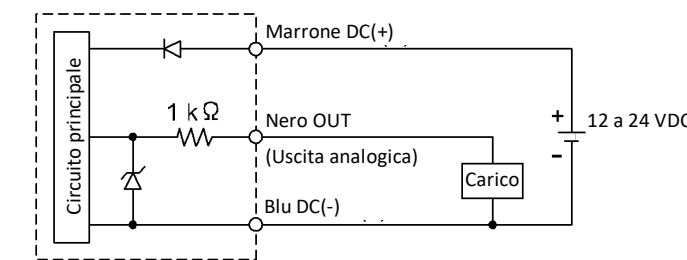 Marrone DC(+)
Circuito principale
1 kΩ
Nero OUT
(Uscita analogica)
+
12 a 24 VDC
-
Carico
Blu DC(-)